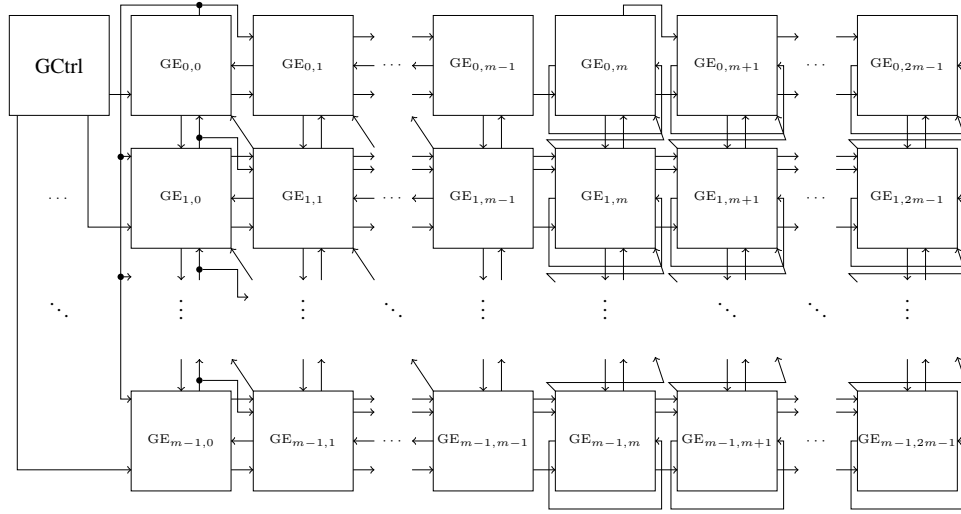 GCtrl
GE0,0
GE0,1
···
GE0,m−1
GE0,m
GE0,m+1
···
GE0,2m−1
···
GE1,0
GE1,1
···
GE1,m−1
GE1,m
GE1,m+1
···
GE1,2m−1
⋱
⋮
⋮
⋱
⋮
⋮
⋱
⋱
⋮
GEm−1,0
GEm−1,1
···
GEm−1,m−1
GEm−1,m
GEm−1,m+1
···
GEm−1,2m−1